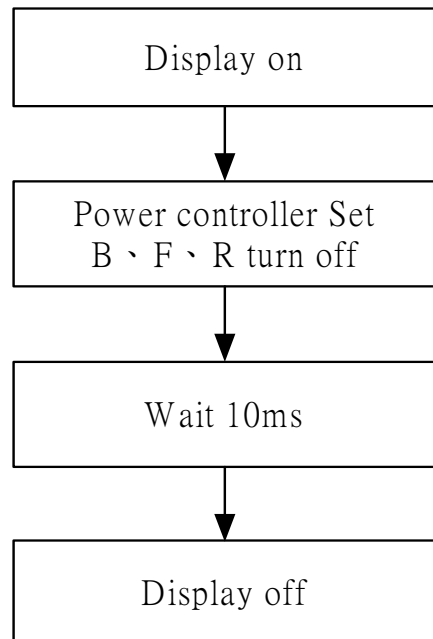 Display on
Power controller Set
B、F、R turn off
Wait 10ms
Display off